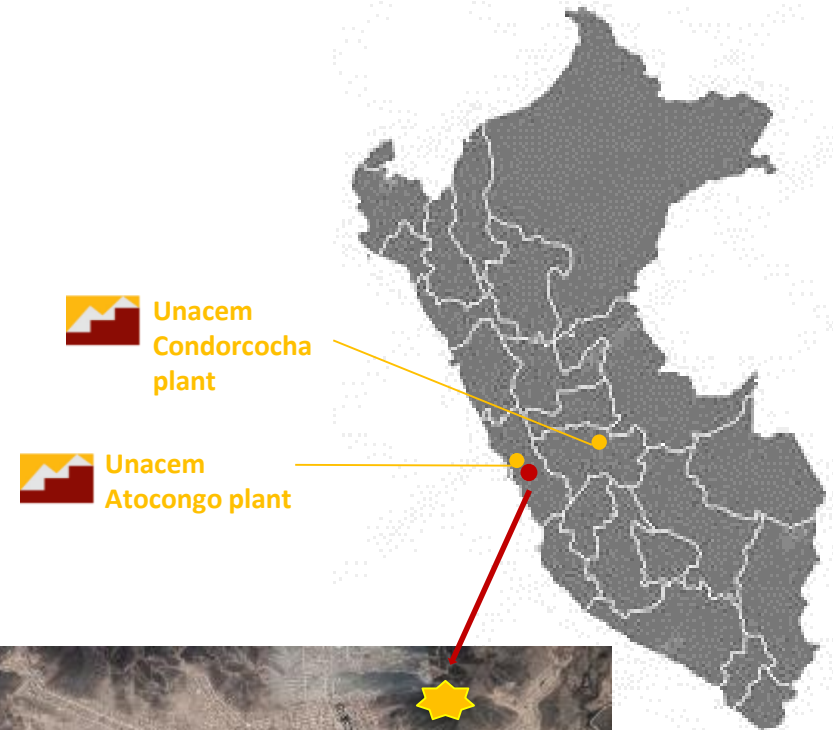 Unacem
Condorcocha
plant
Unacem
Atocongo plant